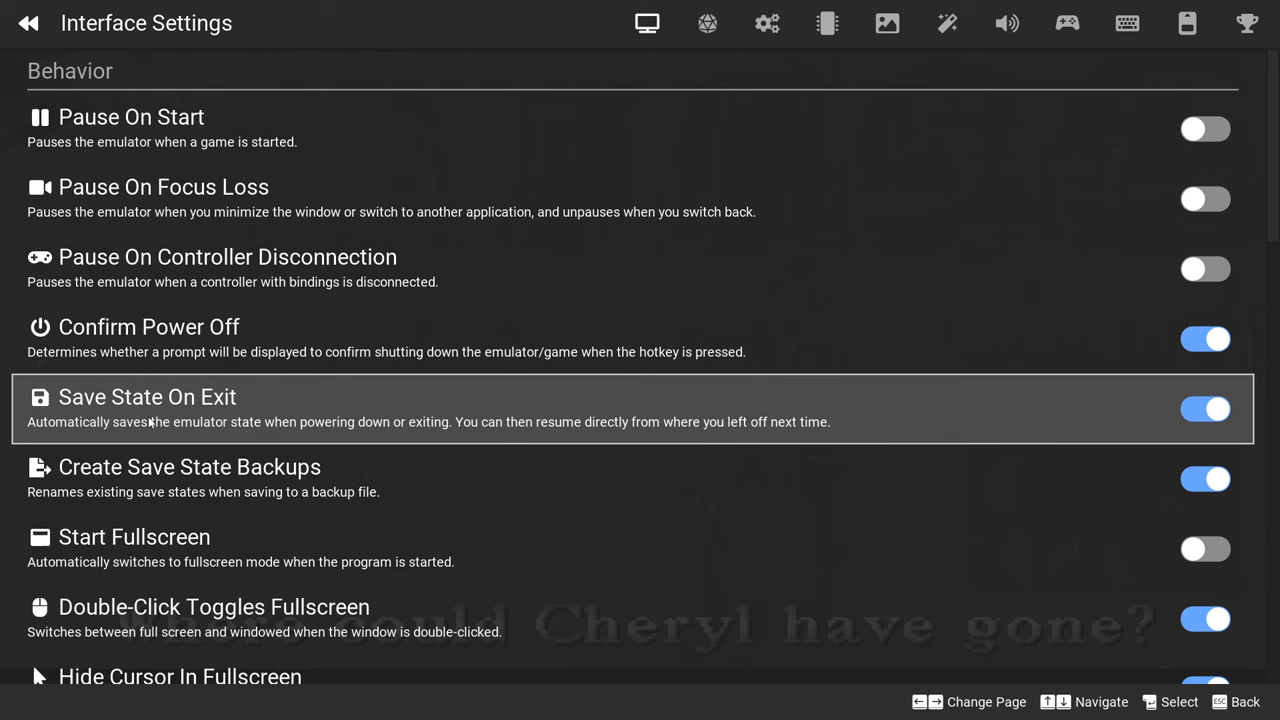 Interface Settings
Behavior
Pause On Start
Pauses the emulator when a game is started.
Pause On Focus Loss
Pauses the emulator when you minimize the window or switch to another application, and unpauses when you switch back.
Pause On Controller Disconnection
Pauses the emulator when a controller with bindings is disconnected.
Confirm Power Off
Determines whether a prompt will be displayed to confirm shutting down the emulator/game when the hotkey is pressed.
Save State On Exit
Automatically saves the emulator state when powering down or exiting. You can then resume directly from where you left off next time.
Create Save State Backups
Renames existing save states when saving to a backup file.
Start Fullscreen
Automatically switches to fullscreen mode when the program is started.
Double-Click Toggles Fullscreen
Switches between full screen and windowed when the window is double-clicked.
Where could Cheryl have gone?
Hide Cursor In Fullscreen
Change Page Navigate Select ESC Back